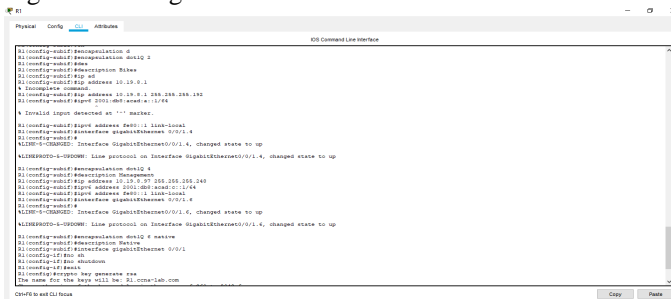 R1
Physical Config CLI Attributes
IOS Command Line Interface
R1(config-subif)#encapsulation d
R1(config-subif)#encapsulation dot1Q 2
R1(config-subif)#des
R1(config-subif)#description Bikes
R1(config-subif)#ip ad
R1(config-subif)#ip address 10.19.8.1
% Incomplete command.
R1(config-subif)#ip address 10.19.8.1 255.255.255.192
R1(config-subif)#ipv6 2001:db8:acad:a::1/64
^
% Invalid input detected at '^' marker.
R1(config-subif)#ipv6 address fe80::1 link-local
R1(config-subif)#interface gigabitEthernet 0/0/1.4
R1(config-subif)#
%LINK-5-CHANGED: Interface GigabitEthernet0/0/1.4, changed state to up
%LINEPROTO-5-UPDOWN: Line protocol on Interface GigabitEthernet0/0/1.4, changed state to up
R1(config-subif)#encapsulation dot1Q 4
R1(config-subif)#description Management
R1(config-subif)#ip address 10.19.8.97 255.255.255.248
R1(config-subif)#ipv6 address 2001:db8:acad:c::1/64
R1(config-subif)#ipv6 address fe80::1 link-local
R1(config-subif)#interface gigabitEthernet 0/0/1.6
R1(config-subif)#
%LINK-5-CHANGED: Interface GigabitEthernet0/0/1.6, changed state to up
%LINEPROTO-5-UPDOWN: Line protocol on Interface GigabitEthernet0/0/1.6, changed state to up
R1(config-subif)#encapsulation dot1Q 6 native
R1(config-subif)#description Native
R1(config-subif)#interface gigabitEthernet 0/0/1
R1(config-if)#no sh
R1(config-if)#no shutdown
R1(config-if)#exit
R1(config)#crypto key generate rsa
The name for the keys will be: R1.ccna-lab.com
Ctrl+F6 to exit CLI focus
Copy Paste